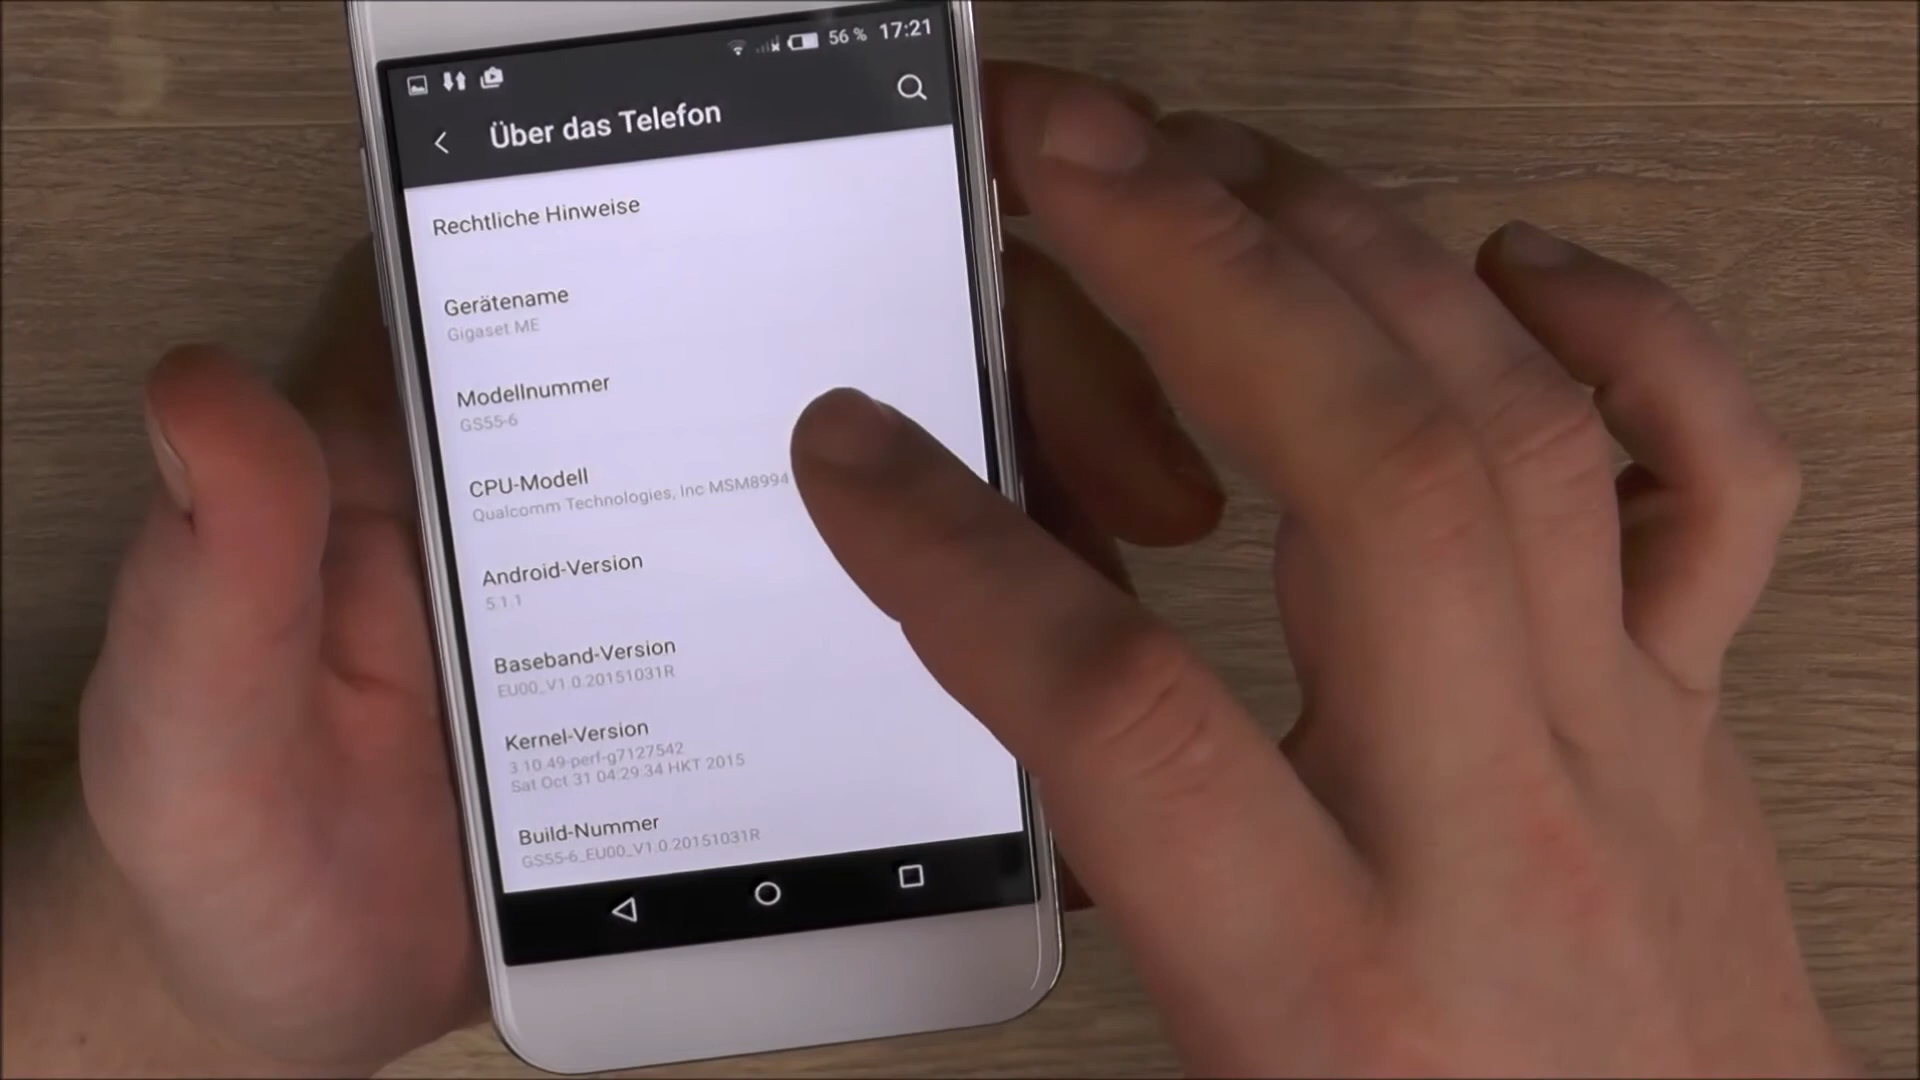 56 % 17:21
Über das Telefon
Rechtliche Hinweise
Gerätename
Gigaset ME
Modellnummer
GS55-6
CPU-Modell
Qualcomm Technologies, Inc MSM8994
Android-Version
5.1.1
Baseband-Version
EU00_V1.0.20151031R
Kernel-Version
3.10.49-perf-g7127542
Sat Oct 31 04:29:34 HKT 2015
Build-Nummer
GS55-6_EU00_V1.0.20151031R